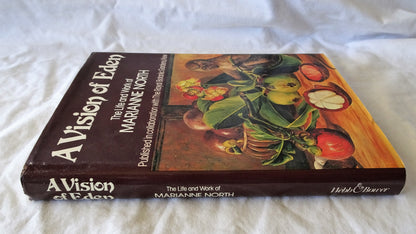 A Vision of Eden
The Life and Work of
MARIANNE NORTH
Published in collaboration with The Royal Botanic Gardens, Kew
A Vision
of Eden
The Life and Work of
MARIANNE NORTH
Webb & Bower